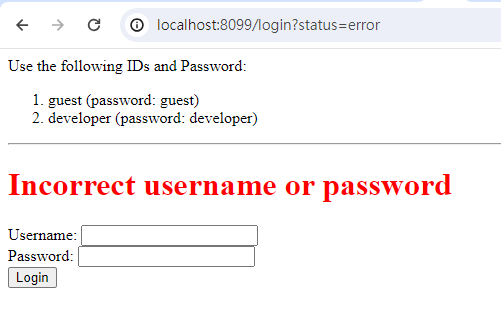 localhost:8099/login?status=error
Use the following IDs and Password:
1. guest (password: guest)
2. developer (password: developer)
Incorrect username or password
Username:
Password:
Login